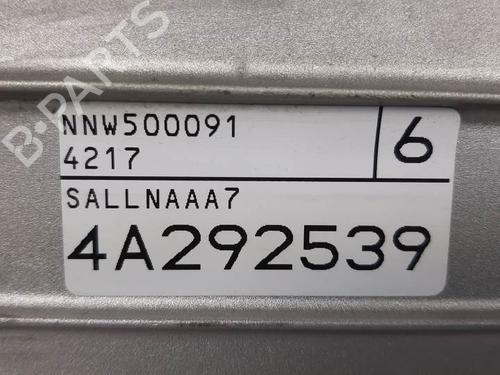 B-PARTS
NNW500091
4217
6
SALLNAAA7
4A292539